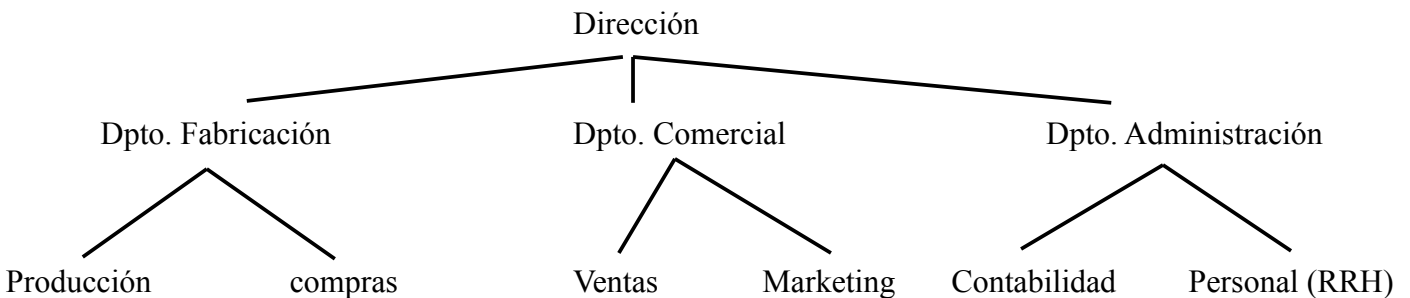 Dirección
Dpto. Fabricación
Dpto. Comercial
Dpto. Administración
Producción
compras
Ventas
Marketing
Contabilidad
Personal (RRH)